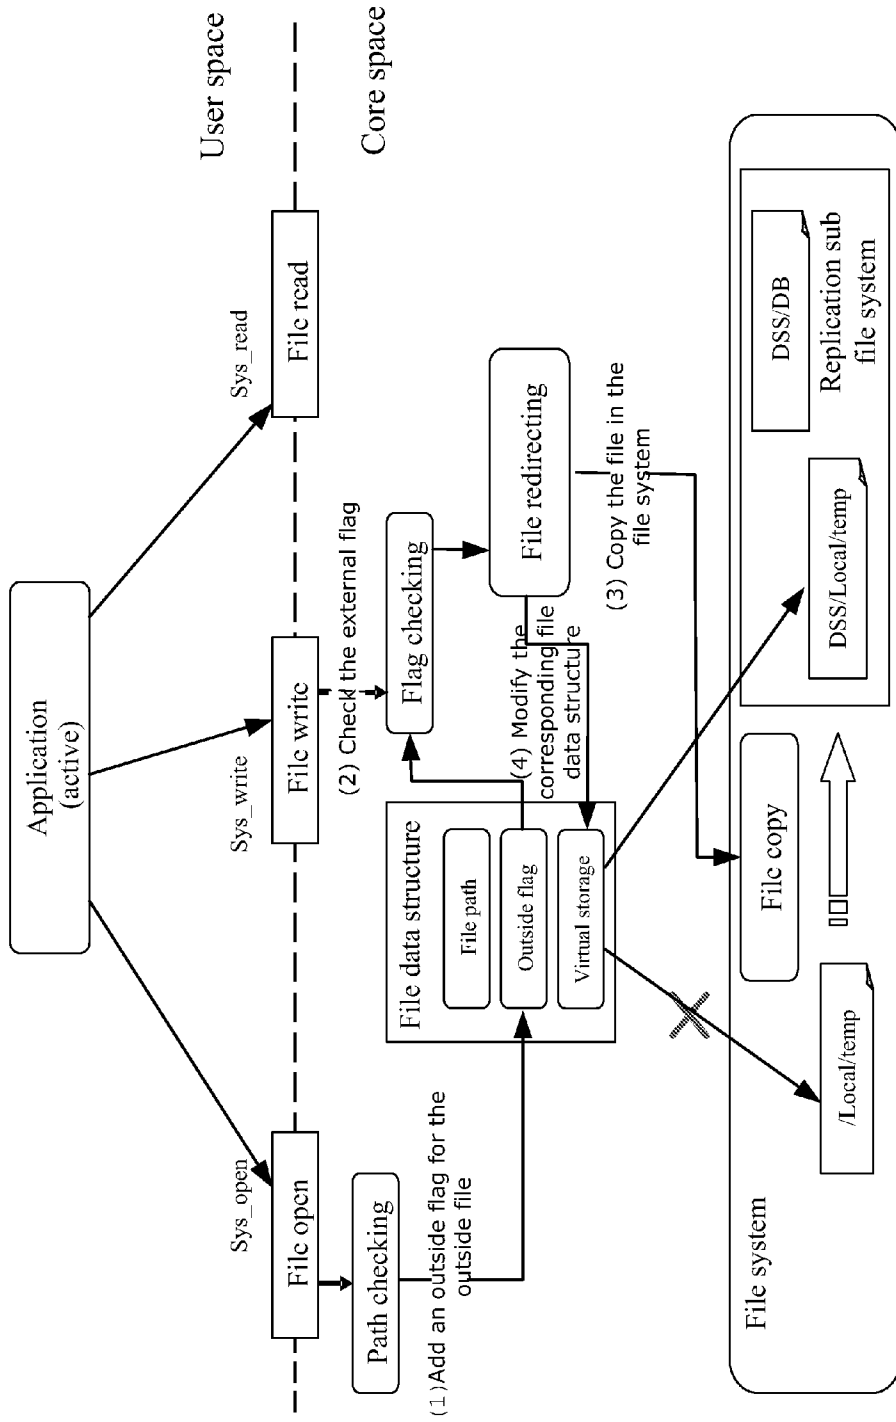 Application
(active)
User space
Sys_open
Sys_write
Sys_read
File open
File write
File read
Core space
Path checking
(2) Check the external flag
Flag checking
(1)Add an outside flag for the
outside file
File data structure
File path
Outside flag
Virtual storage
File redirecting
(4) Modify the
corresponding file
data structure
(3) Copy the file in the
file system
File system
File copy
/Local/temp
DSS/Local/temp
DSS/DB
Replication sub
file system